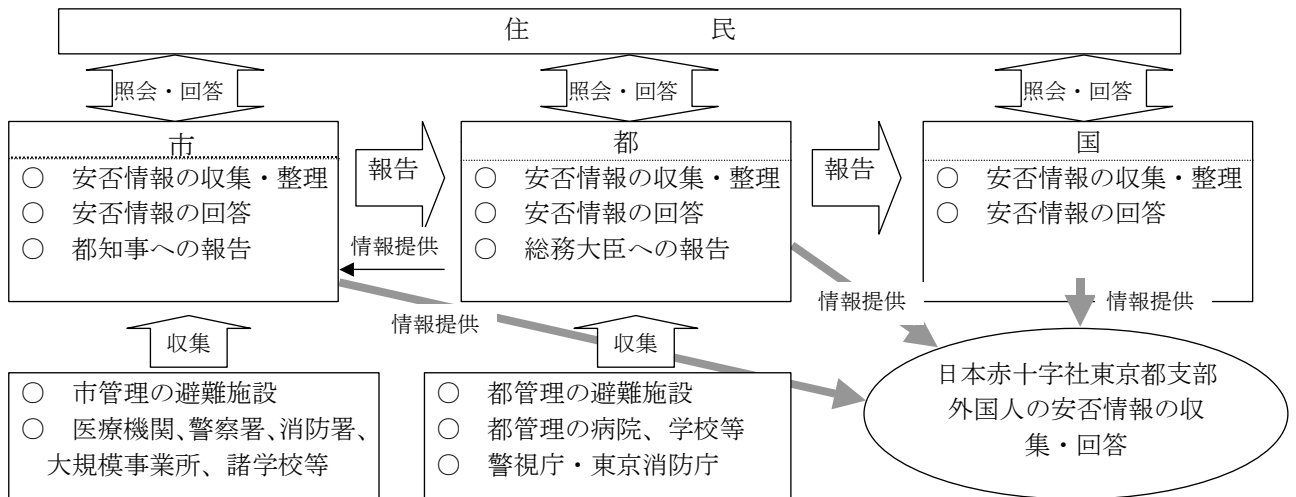 住 民
照会・回答
照会・回答
照会・回答
市
○ 安否情報の収集・整理
○ 安否情報の回答
○ 都知事への報告
報告
情報提供
都
○ 安否情報の収集・整理
○ 安否情報の回答
○ 総務大臣への報告
報告
国
○ 安否情報の収集・整理
○ 安否情報の回答
情報提供
情報提供
情報提供
収集
収集
○ 市管理の避難施設
○ 医療機関、警察署、消防署、
大規模事業所、諸学校等
○ 都管理の避難施設
○ 都管理の病院、学校等
○ 警視庁・東京消防庁
日本赤十字社東京都支部
外国人の安否情報の収
集・回答